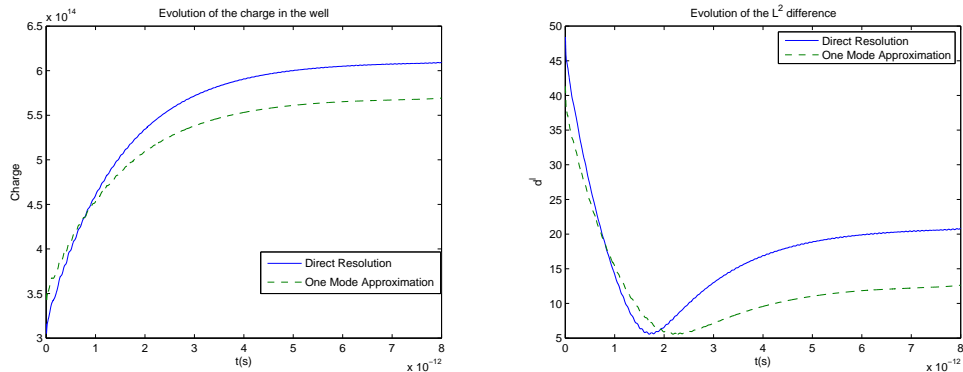 Evolution of the charge in the well
x 10^14
6.5
6
5.5
5
4.5
4
3.5
3
Charge
Direct Resolution
One Mode Approximation
0 1 2 3 4 5 6 7 8
t(s)
x 10^−12
Evolution of the L^2 difference
50
45
40
35
30
25
20
15
10
5
d^l
Direct Resolution
One Mode Approximation
0 1 2 3 4 5 6 7 8
t(s)
x 10^−12